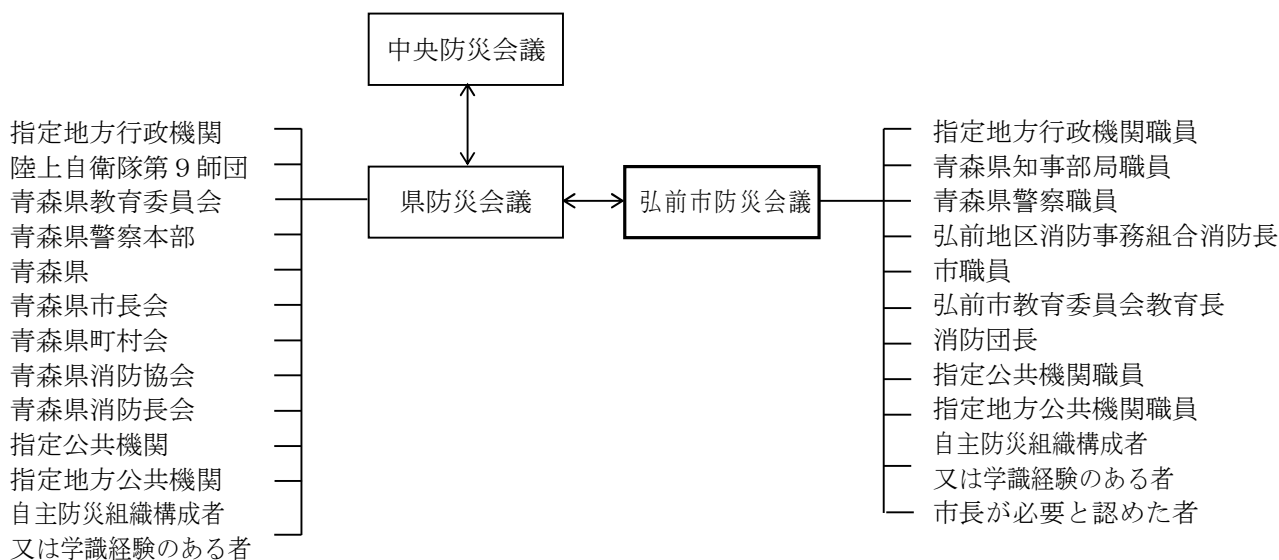 中央防災会議
県防災会議
弘前市防災会議
指定地方行政機関
陸上自衛隊第９師団
青森県教育委員会
青森県警察本部
青森県
青森県市長会
青森県町村会
青森県消防協会
青森県消防長会
指定公共機関
指定地方公共機関
自主防災組織構成者
又は学識経験のある者
指定地方行政機関職員
青森県知事部局職員
青森県警察職員
弘前地区消防事務組合消防長
市職員
弘前市教育委員会教育長
消防団長
指定公共機関職員
指定地方公共機関職員
自主防災組織構成者
又は学識経験のある者
市長が必要と認めた者